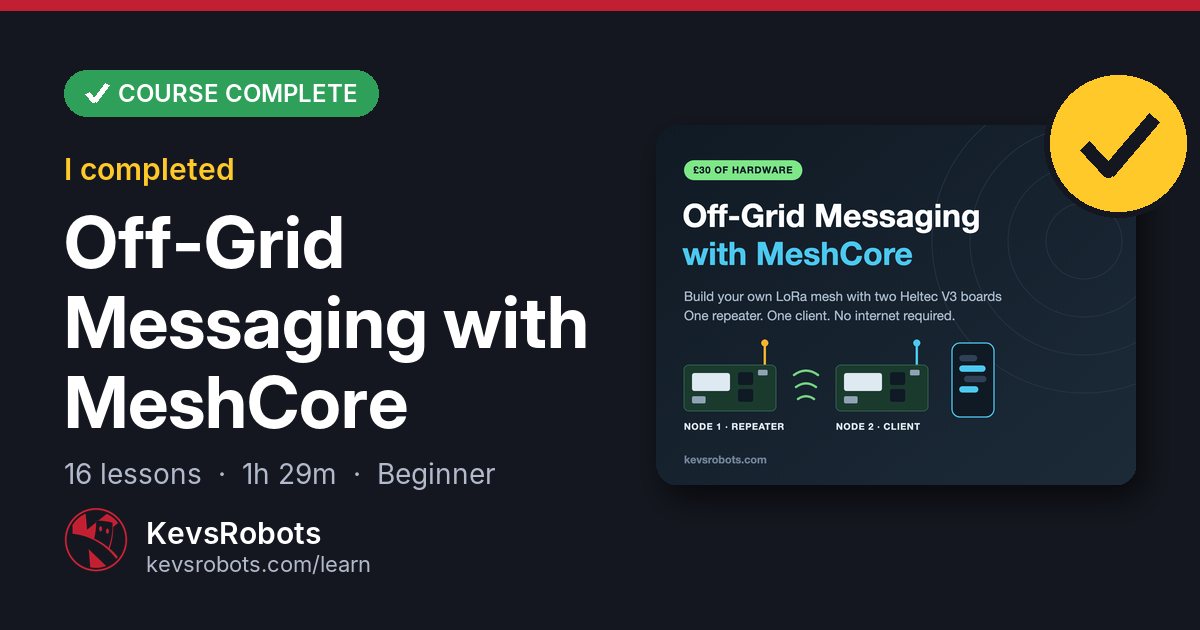 COURSE COMPLETE
I completed
Off-Grid
Messaging with
MeshCore
16 lessons · 1h 29m · Beginner
KevsRobots
kevsrobots.com/learn
£30 OF HARDWARE
Off-Grid Messaging
with MeshCore
Build your own LoRa mesh with two Heltec V3 boards
One repeater. One client. No internet required.
NODE 1 · REPEATER
NODE 2 · CLIENT
kevsrobots.com